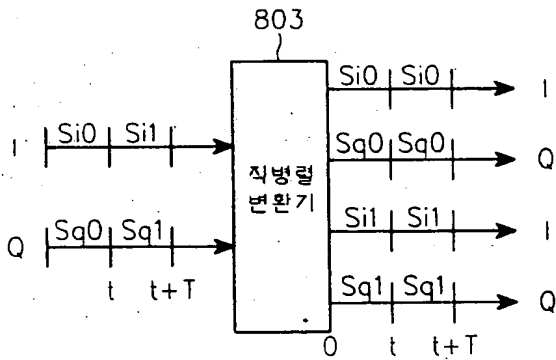 803
I Si0 Si1
Q Sq0 Sq1
t t+T
직병렬
변환기
Si0 Si0 I
Sq0 Sq0 Q
Si1 Si1 I
Sq1 Sq1 Q
0 t t+T